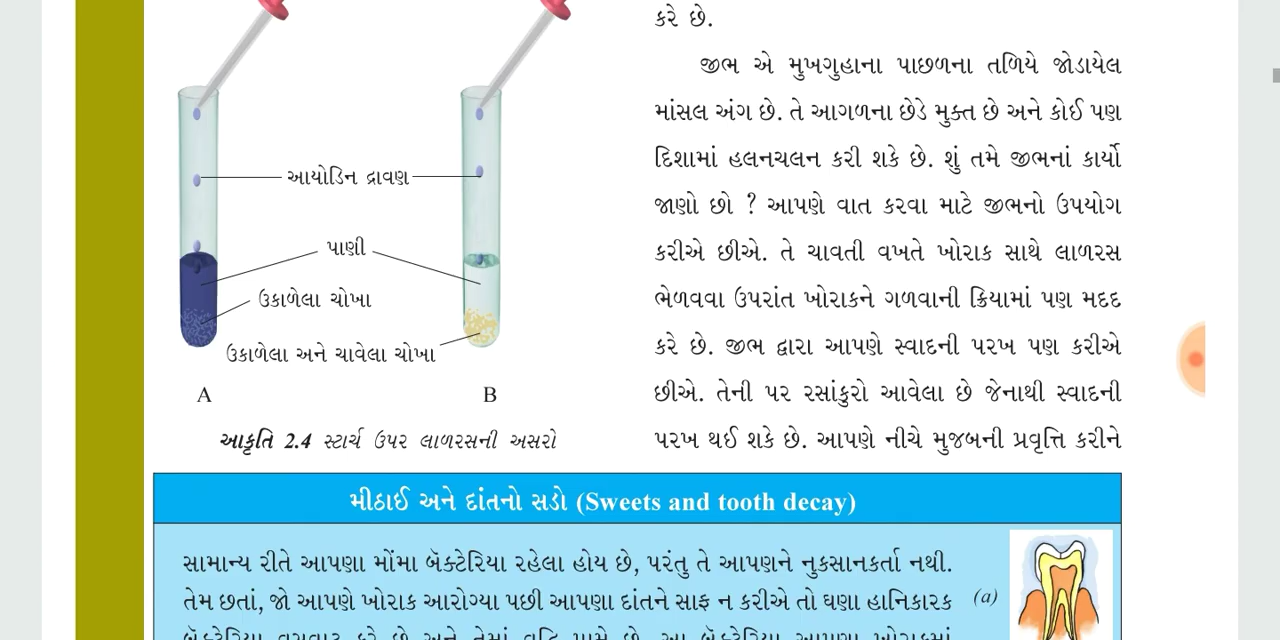 આયોડિન દ્રાવણ
પાણી
ઉકાળેલા ચોખા
ઉકાળેલા અને ચાવેલા ચોખા
A
B
આકૃતિ 2.4 સ્ટાર્ચ ઉપર લાળરસની અસરો
કરે છે.
જીભ એ મુખગુહાના પાછળના તળિયે જોડાયેલ
માંસલ અંગ છે. તે આગળના છેડે મુક્ત છે અને કોઈ પણ
દિશામાં હલનચલન કરી શકે છે. શું તમે જીભનાં કાર્યો
જાણો છો ? આપણે વાત કરવા માટે જીભનો ઉપયોગ
કરીએ છીએ. તે ચાવતી વખતે ખોરાક સાથે લાળરસ
ભેળવવા ઉપરાંત ખોરાકને ગળવાની ક્રિયામાં પણ મદદ
કરે છે. જીભ દ્વારા આપણે સ્વાદની પરખ પણ કરીએ
છીએ. તેની પર રસાંકુરો આવેલા છે જેનાથી સ્વાદની
પરખ થઈ શકે છે. આપણે નીચે મુજબની પ્રવૃત્તિ કરીને
મીઠાઈ અને દાંતનો સડો (Sweets and tooth decay)
સામાન્ય રીતે આપણા મોંમા બૅક્ટેરિયા રહેલા હોય છે, પરંતુ તે આપણને નુકસાનકર્તા નથી.
તેમ છતાં, જો આપણે ખોરાક આરોગ્યા પછી આપણા દાંતને સાફ ન કરીએ તો ઘણા હાનિકારક
(a)